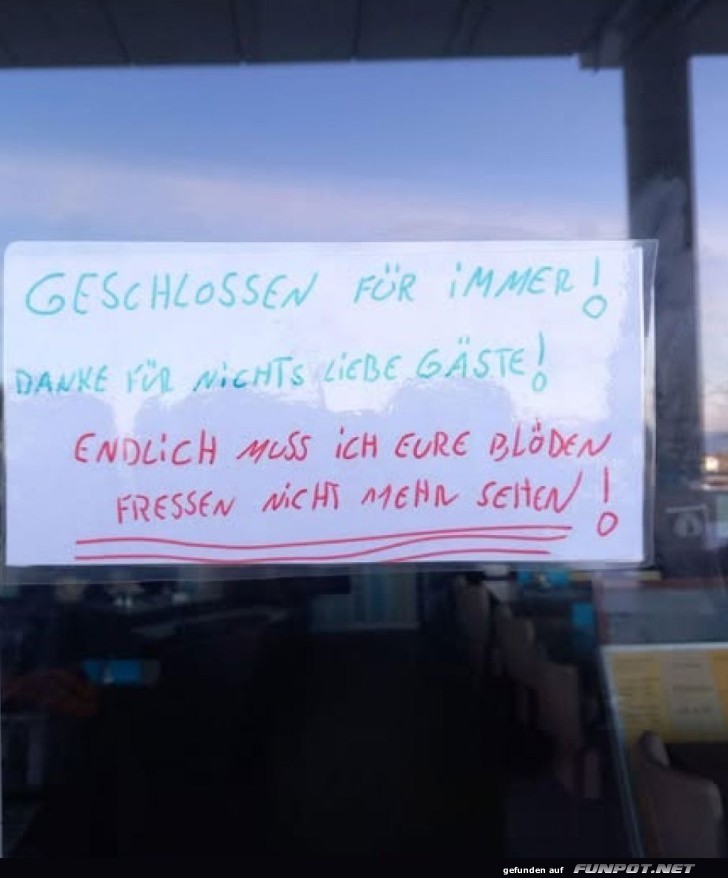 GESCHLOSSEN FÜR iMMER!
DANKE FÜR NiCHTS LiEBE GÄSTE!
ENDLiCH MUSS iCH EURE BLÖDEN
FRESSEN NiCHT MEHR SEHEN!
gefunden auf FUNPOT.NET